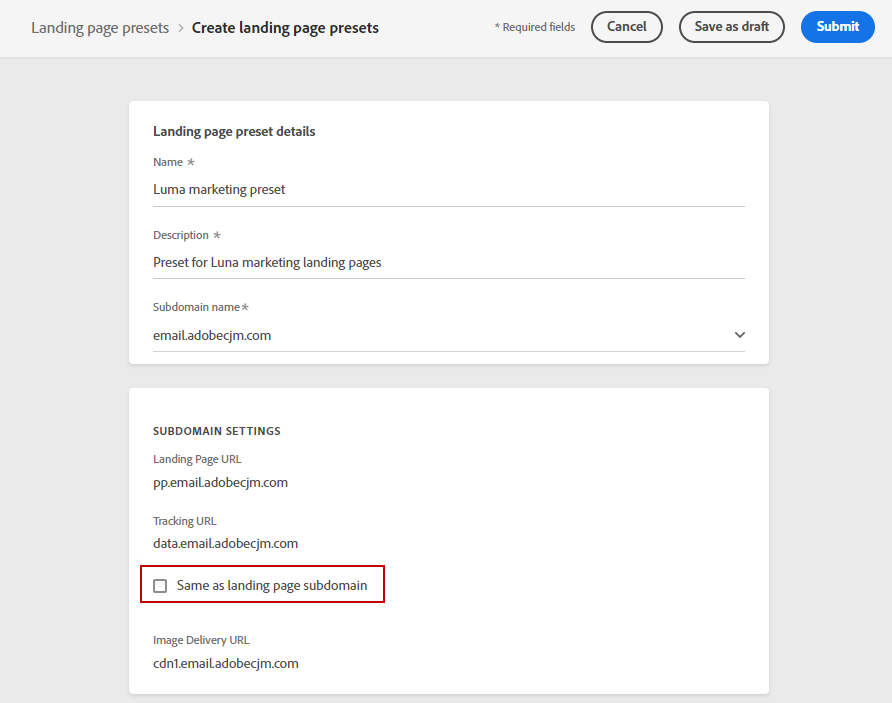 Landing page presets › Create landing page presets
* Required fields
Cancel
Save as draft
Submit
Landing page preset details
Name *
Luma marketing preset
Description *
Preset for Luna marketing landing pages
Subdomain name*
email.adobecjm.com
SUBDOMAIN SETTINGS
Landing Page URL
pp.email.adobecjm.com
Tracking URL
data.email.adobecjm.com
Same as landing page subdomain
Image Delivery URL
cdn1.email.adobecjm.com